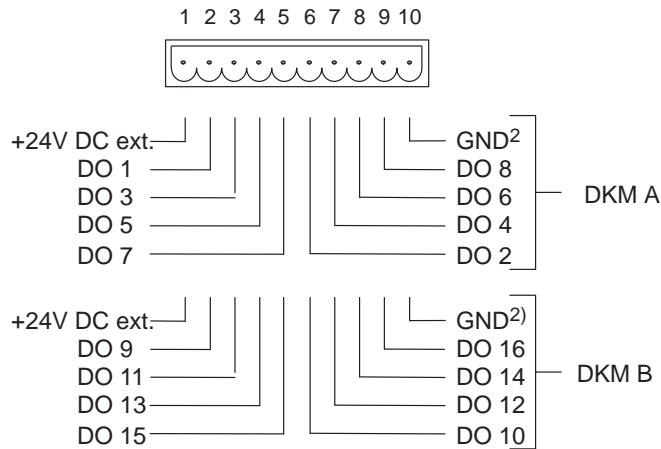 1 2 3 4 5 6 7 8 9 10
+24V DC ext. GND2
DO 1 DO 8
DO 3 DO 6 DKM A
DO 5 DO 4
DO 7 DO 2
+24V DC ext. GND2)
DO 9 DO 16
DO 11 DO 14 DKM B
DO 13 DO 12
DO 15 DO 10